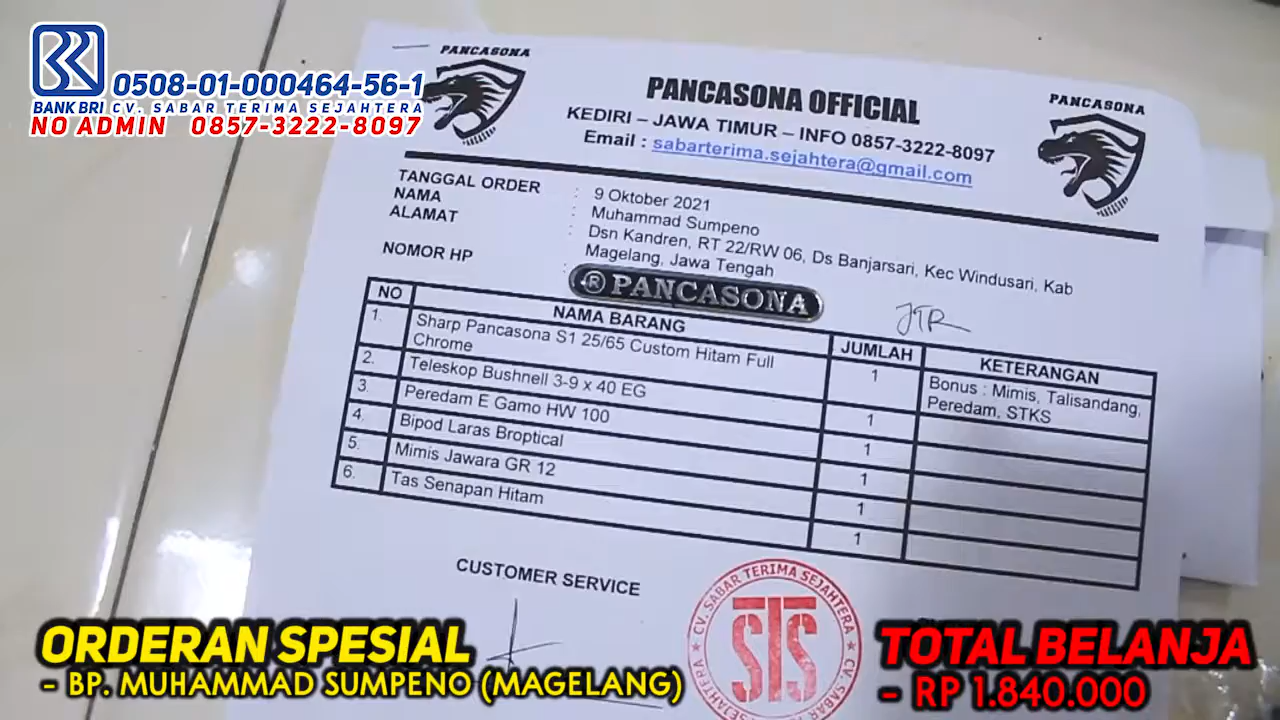 BANK BRI
0508-01-000464-56-1
CV. SABAR TERIMA SEJAHTERA
NO ADMIN 0857-3222-8097
PANCASONA
PANCASONA OFFICIAL
KEDIRI – JAWA TIMUR – INFO 0857-3222-8097
Email : sabarterima.sejahtera@gmail.com
PANCASONA
TANGGAL ORDER : 9 Oktober 2021
NAMA : Muhammad Sumpeno
ALAMAT : Dsn Kandren, RT 22/RW 06, Ds Banjarsari, Kec Windusari, Kab
Magelang, Jawa Tengah
NOMOR HP :
® PANCASONA
JTR
NO NAMA BARANG JUMLAH KETERANGAN
1. Sharp Pancasona S1 25/65 Custom Hitam Full Chrome 1 Bonus : Mimis, Talisandang, Peredam, STKS
2. Teleskop Bushnell 3-9 x 40 EG 1
3. Peredam E Gamo HW 100 1
4. Bipod Laras Broptical 1
5. Mimis Jawara GR 12 1
6. Tas Senapan Hitam 1
CUSTOMER SERVICE
CV. SABAR TERIMA SEJAHTERA
STS
ORDERAN SPESIAL
- BP. MUHAMMAD SUMPENO (MAGELANG)
TOTAL BELANJA
- RP 1.840.000